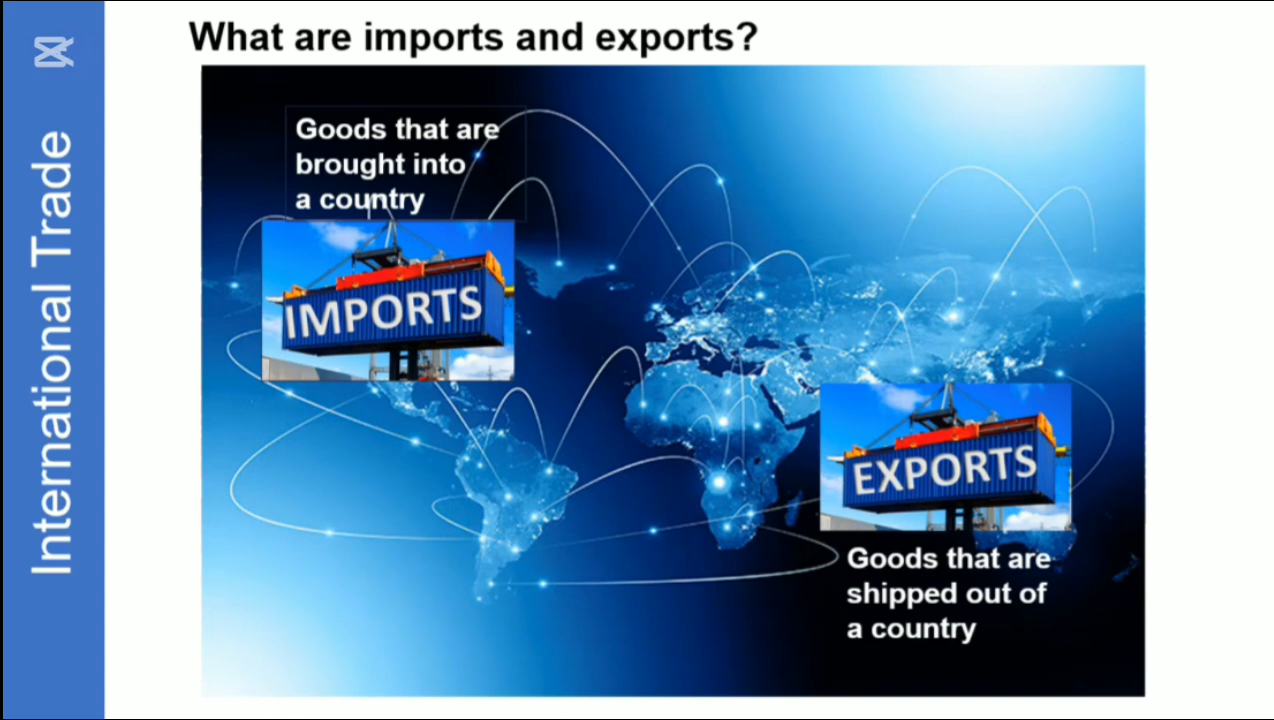 What are imports and exports?
International Trade
Goods that are
brought into
a country
IMPORTS
EXPORTS
Goods that are
shipped out of
a country